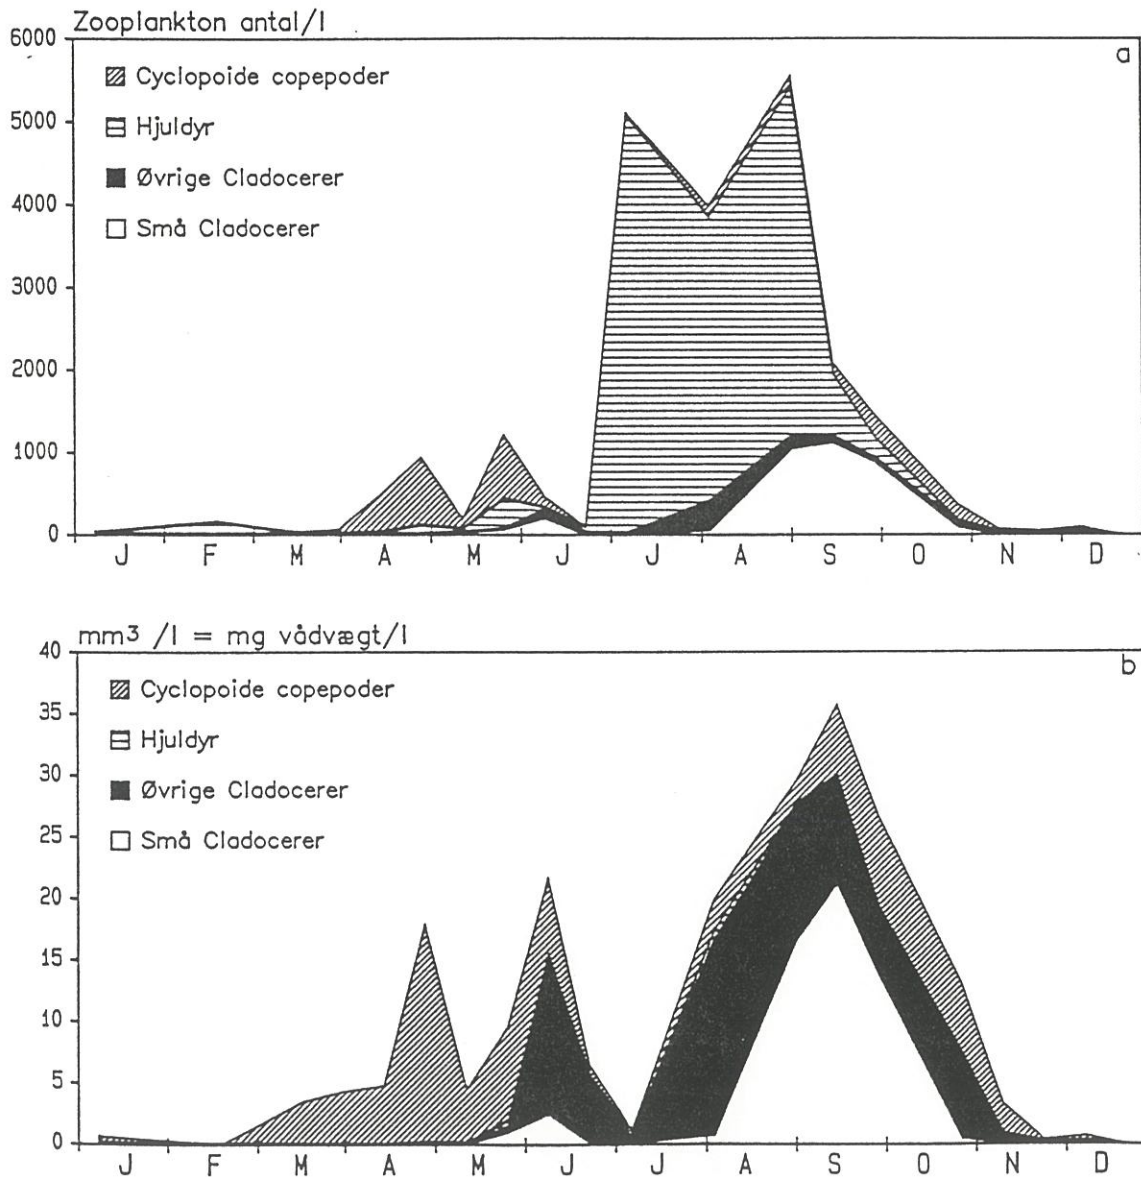 Zooplankton antal/l
a
6000
5000
4000
3000
2000
1000
0
Cyclopoide copepoder
Hjuldyr
Øvrige Cladocerer
Små Cladocerer
J F M A M J J A S O N D
mm³ /l = mg vådvægt/l
b
40
35
30
25
20
15
10
5
0
Cyclopoide copepoder
Hjuldyr
Øvrige Cladocerer
Små Cladocerer
J F M A M J J A S O N D